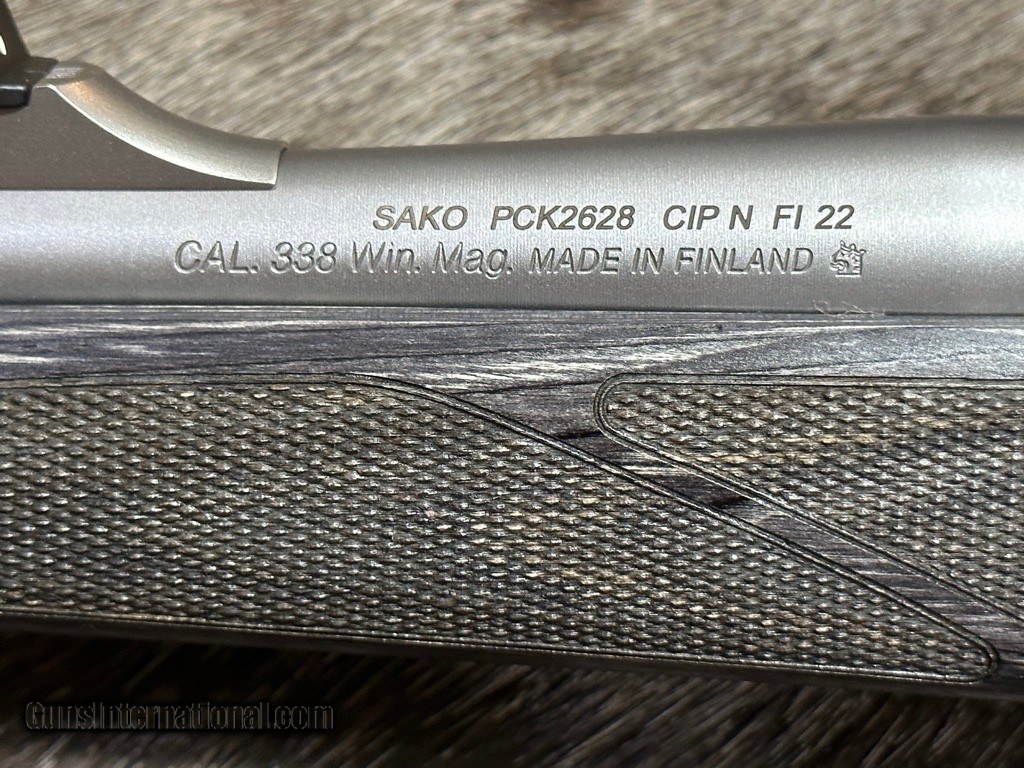 SAKO PCK2628 CIP N FI 22
CAL. 338 Win. Mag. MADE IN FINLAND
GunsInternational.com